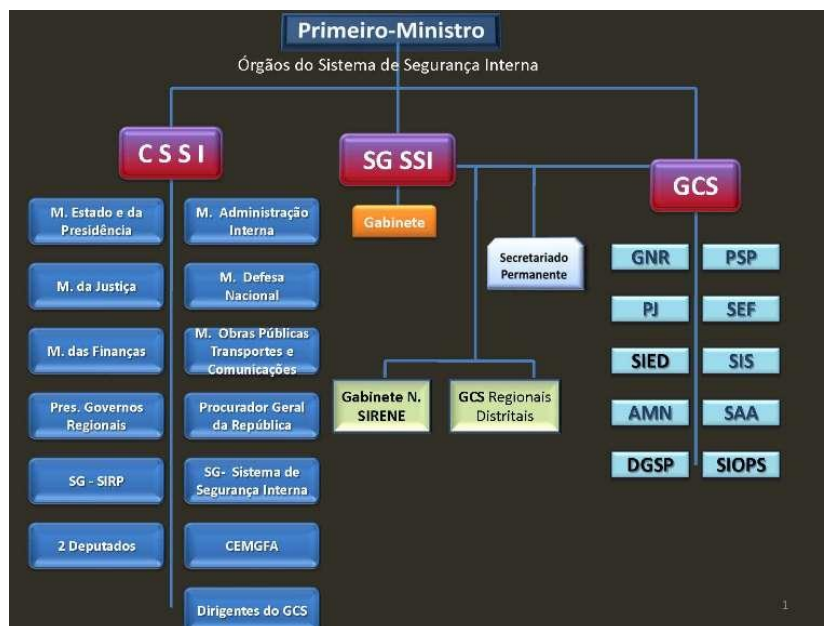 Primeiro-Ministro
Órgãos do Sistema de Segurança Interna
C S S I
SG SSI
GCS
M. Estado e da
Presidência
M. Administração
Interna
M. da Justiça
M. Defesa
Nacional
M. das Finanças
M. Obras Públicas
Transportes e
Comunicações
Pres. Governos
Regionais
Procurador Geral
da República
SG - SIRP
SG- Sistema de
Segurança Interna
2 Deputados
CEMGFA
Dirigentes do GCS
Gabinete
Secretariado
Permanente
Gabinete N.
SIRENE
GCS Regionais
Distritais
GNR
PSP
PJ
SEF
SIED
SIS
AMN
SAA
DGSP
SIOPS
1